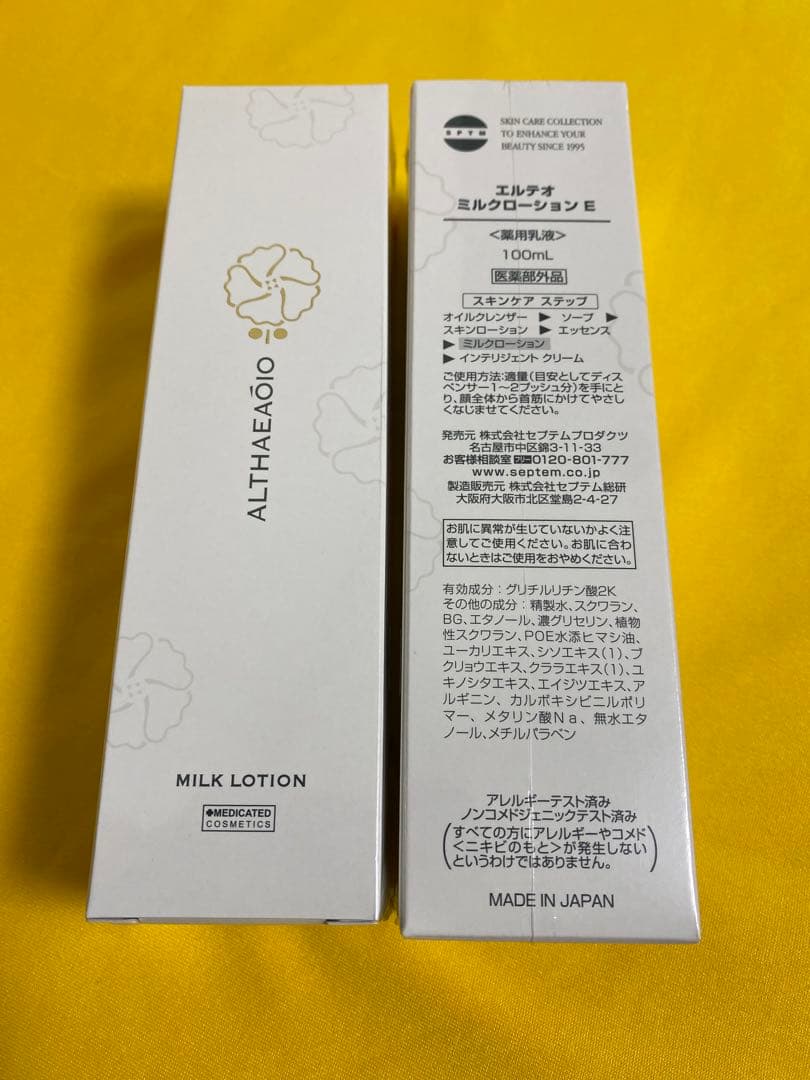 ALTHAEAÓIO
MILK LOTION
✚MEDICATED
COSMETICS
SPTM
SKIN CARE COLLECTION
TO ENHANCE YOUR
BEAUTY SINCE 1995
エルテオ
ミルクローション E
<薬用乳液>
100mL
医薬部外品
スキンケア ステップ
オイルクレンザー ▶ ソープ ▶
スキンローション ▶ エッセンス
▶ ミルクローション
▶ インテリジェント クリーム
ご使用方法:適量(目安としてディス
ペンサー1〜2プッシュ分)を手にと
り、顔全体から首筋にかけてやさし
くなじませてください。
発売元 株式会社セプテムプロダクツ
名古屋市中区錦3-11-33
お客様相談室 フリー 0120-801-777
www.septem.co.jp
製造販売元 株式会社セプテム総研
大阪府大阪市北区堂島2-4-27
お肌に異常が生じていないかよく注
意してご使用ください。お肌に合わ
ないときはご使用をおやめください。
有効成分：グリチルリチン酸2K
その他の成分：精製水、スクワラン、
BG、エタノール、濃グリセリン、植物
性スクワラン、POE水添ヒマシ油、
ユーカリエキス、シソエキス(1)、ブ
クリョウエキス、クララエキス(1)、ユ
キノシタエキス、エイジツエキス、ア
ルギニン、カルボキシビニルポリ
マー、メタリン酸Na、無水エタ
ノール、メチルパラベン
アレルギーテスト済み
ノンコメドジェニックテスト済み
(すべての方にアレルギーやコメド
<ニキビのもと>が発生しない
というわけではありません。)
MADE IN JAPAN